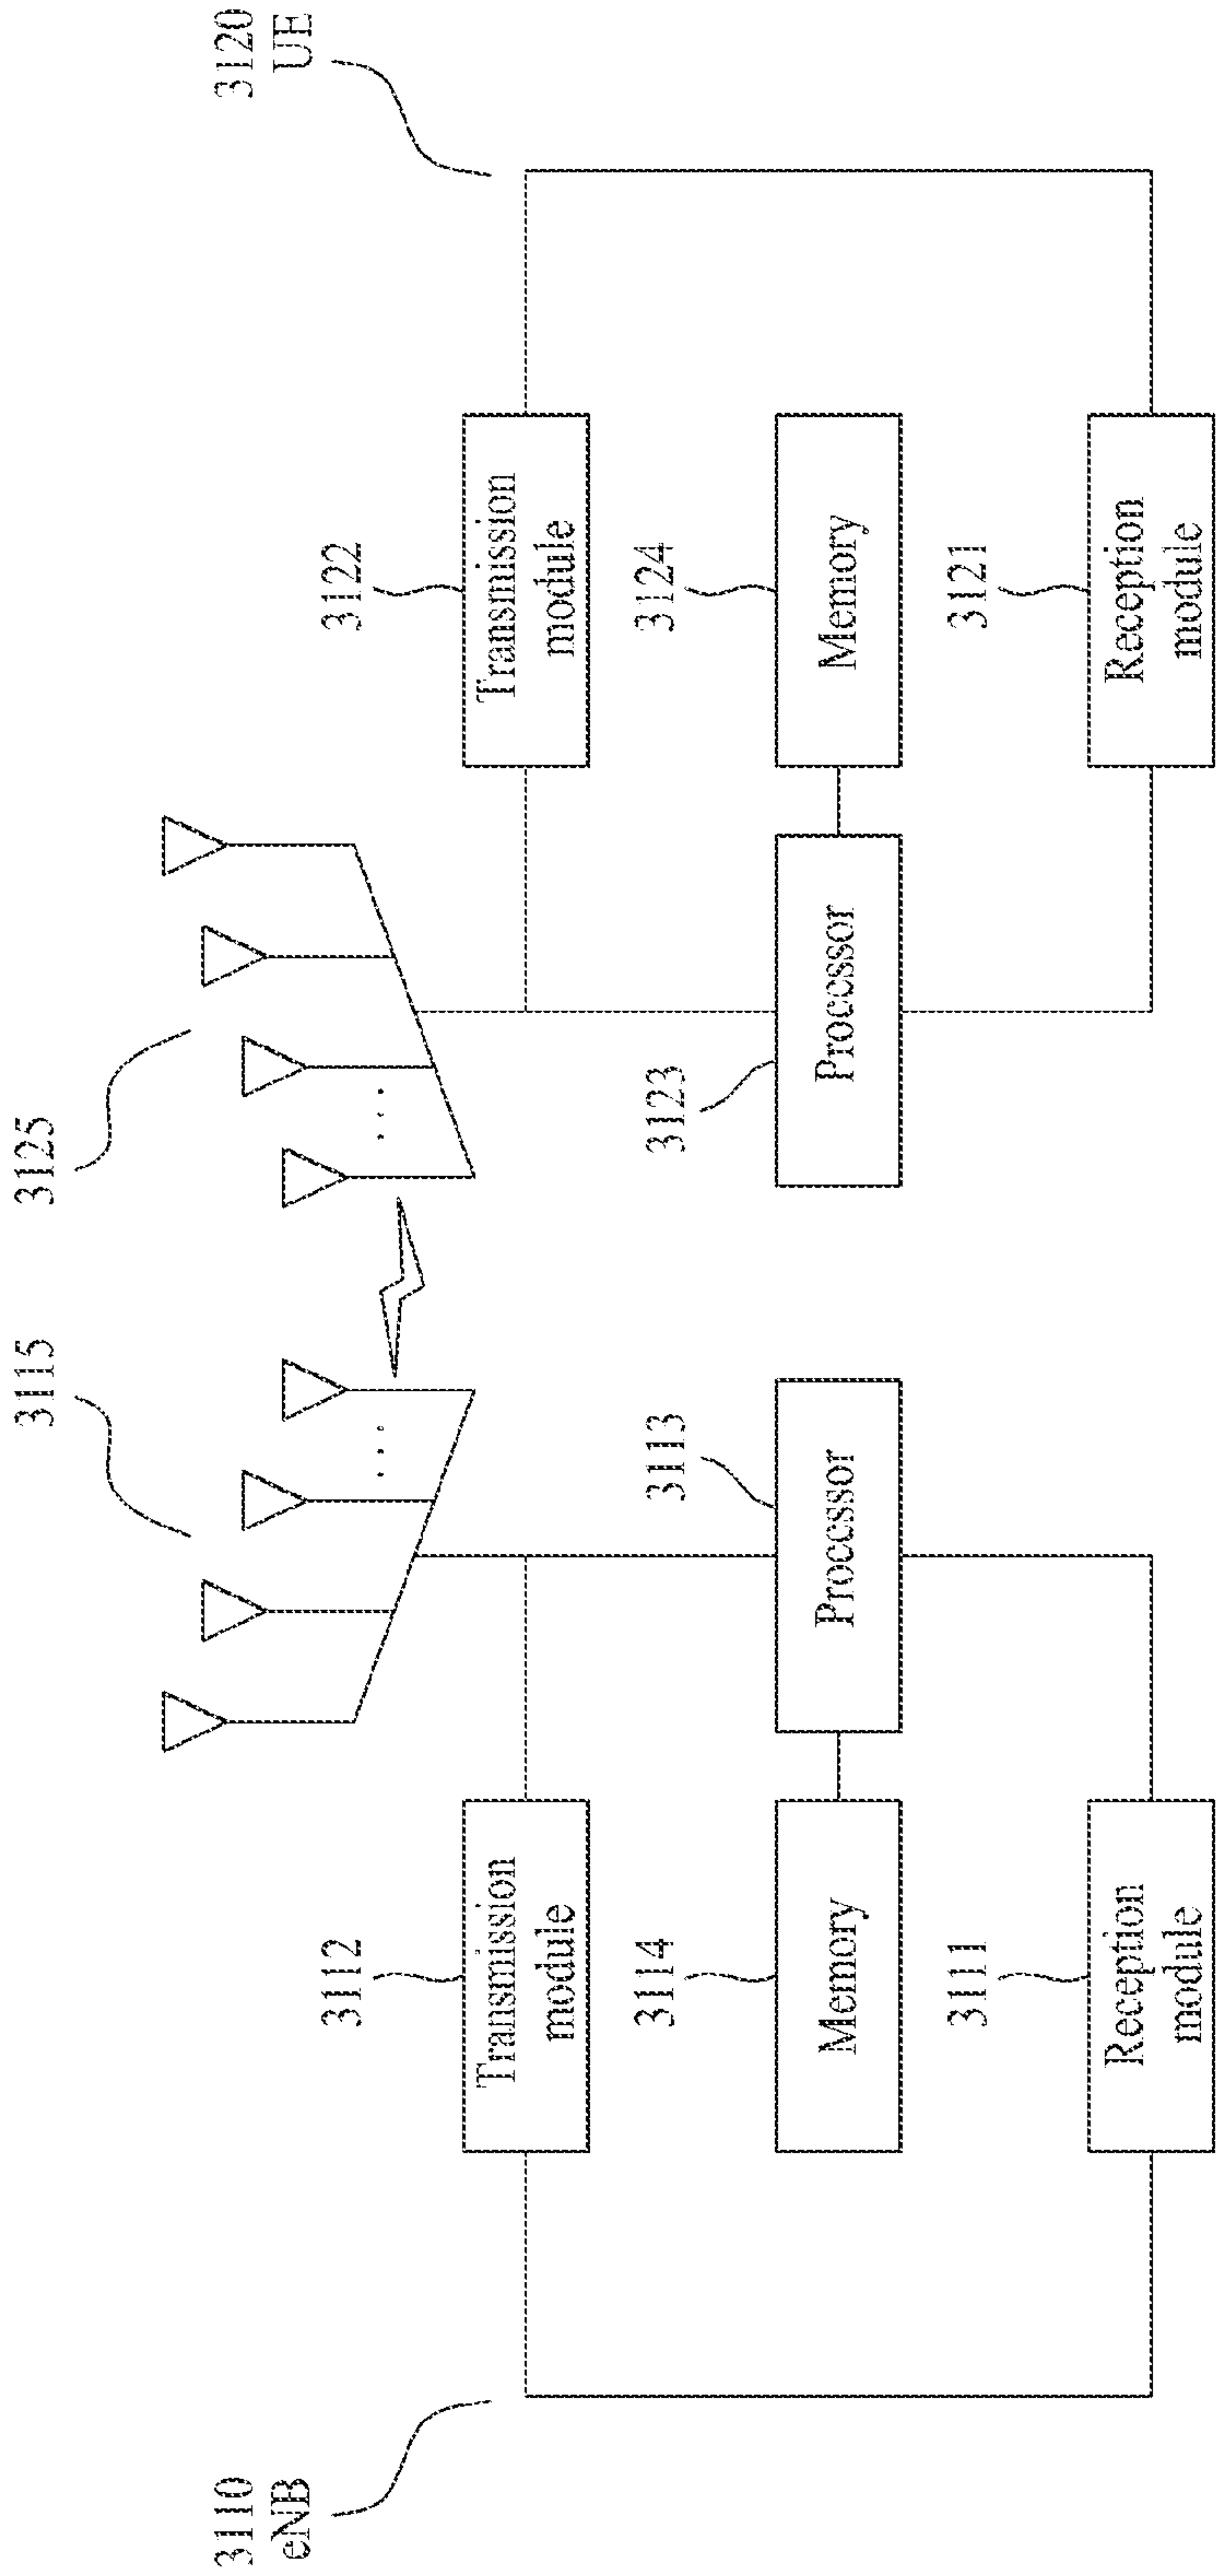 3115
3125
3110
eNB
3120
UE
3112
Transmission
module
3122
Transmission
module
3114
Memory
3113
Processor
3123
Processor
3124
Memory
3111
Reception
module
3121
Reception
module